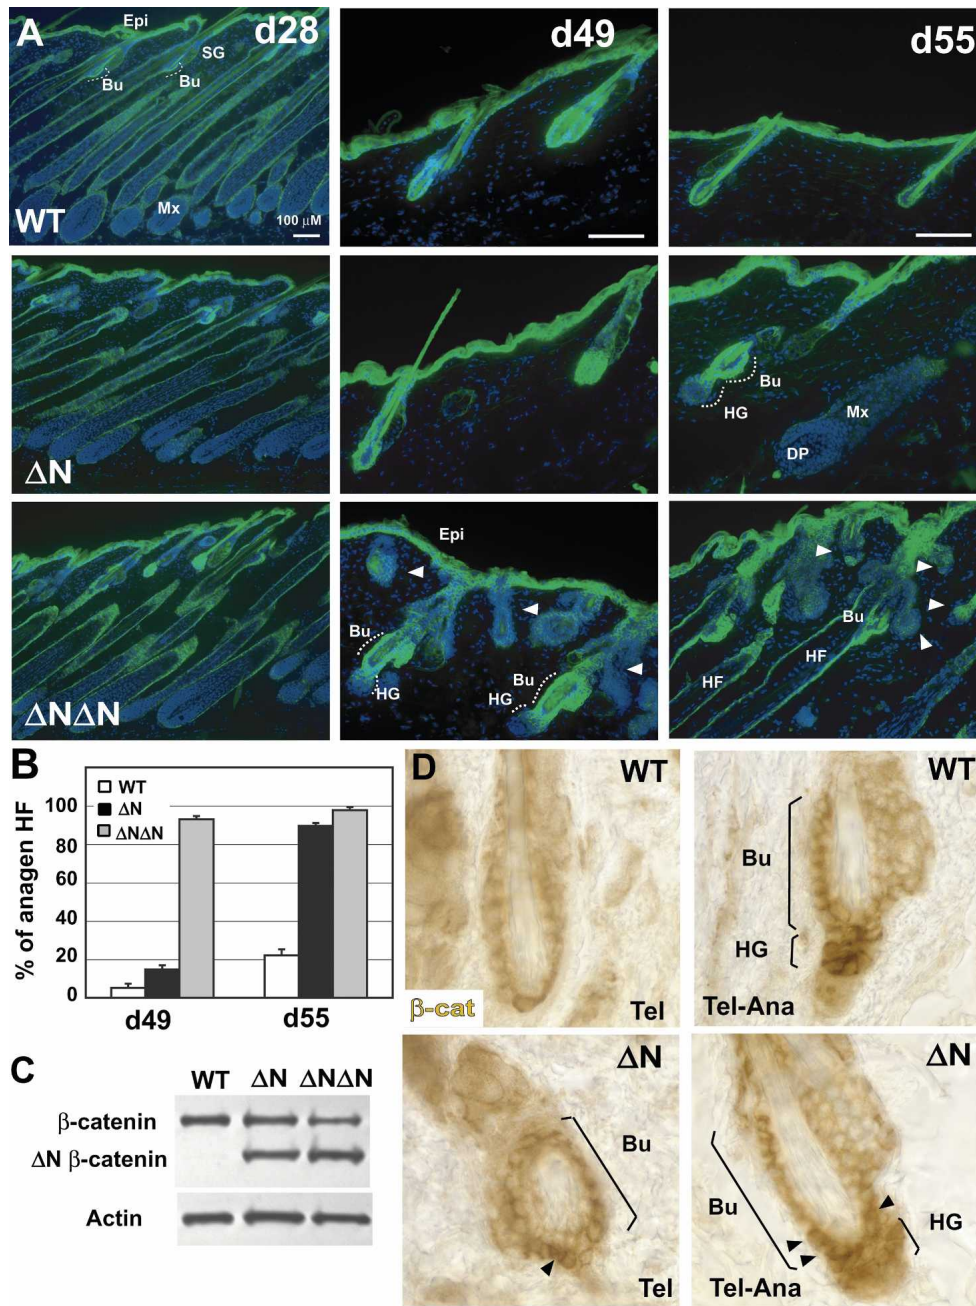 A
Epi
d28
SG
Bu
Bu
Mx
100 µM
WT
d49
d55
ΔN
Bu
HG
Mx
DP
ΔNΔN
Epi
Bu
HG
Bu
HG
Bu
HF
HF
B
WT
ΔN
ΔNΔN
% of anagen HF
100
80
60
40
20
0
d49
d55
C
WT ΔN ΔNΔN
β-catenin
ΔN β-catenin
Actin
D
WT
β-cat
Tel
WT
Bu
HG
Tel-Ana
ΔN
Bu
Tel
ΔN
Bu
HG
Tel-Ana